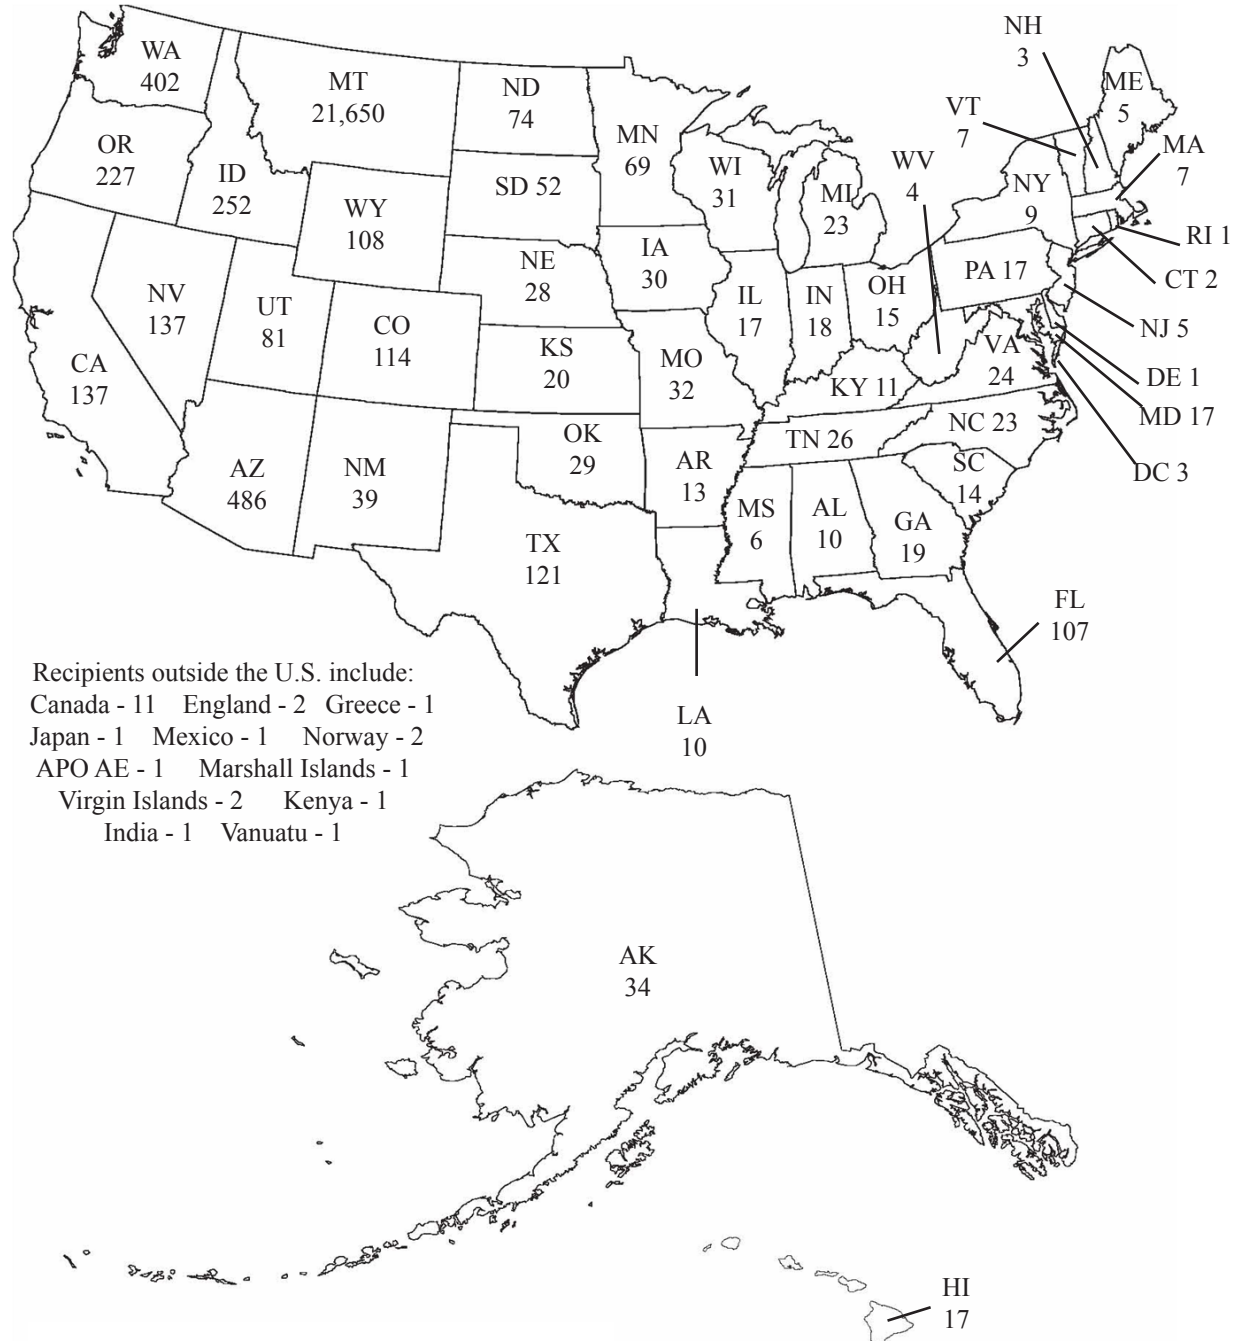 NH
3
WA
402
MT
21,650
ND
74
ME
5
VT
7
MN
69
OR
227
MA
7
WV
4
WI
31
ID
252
SD 52
MI
23
NY
9
WY
108
RI 1
IA
30
NE
28
PA 17
CT 2
NV
137
UT
81
IL
17
IN
18
OH
15
CO
114
NJ 5
CA
137
KS
20
MO
32
VA
24
DE 1
KY 11
MD 17
NC 23
TN 26
OK
29
AZ
486
NM
39
AR
13
SC
14
DC 3
MS
6
AL
10
GA
19
TX
121
FL
107
Recipients outside the U.S. include:
Canada - 11 England - 2 Greece - 1
Japan - 1 Mexico - 1 Norway - 2
APO AE - 1 Marshall Islands - 1
Virgin Islands - 2 Kenya - 1
India - 1 Vanuatu - 1
LA
10
AK
34
HI
17